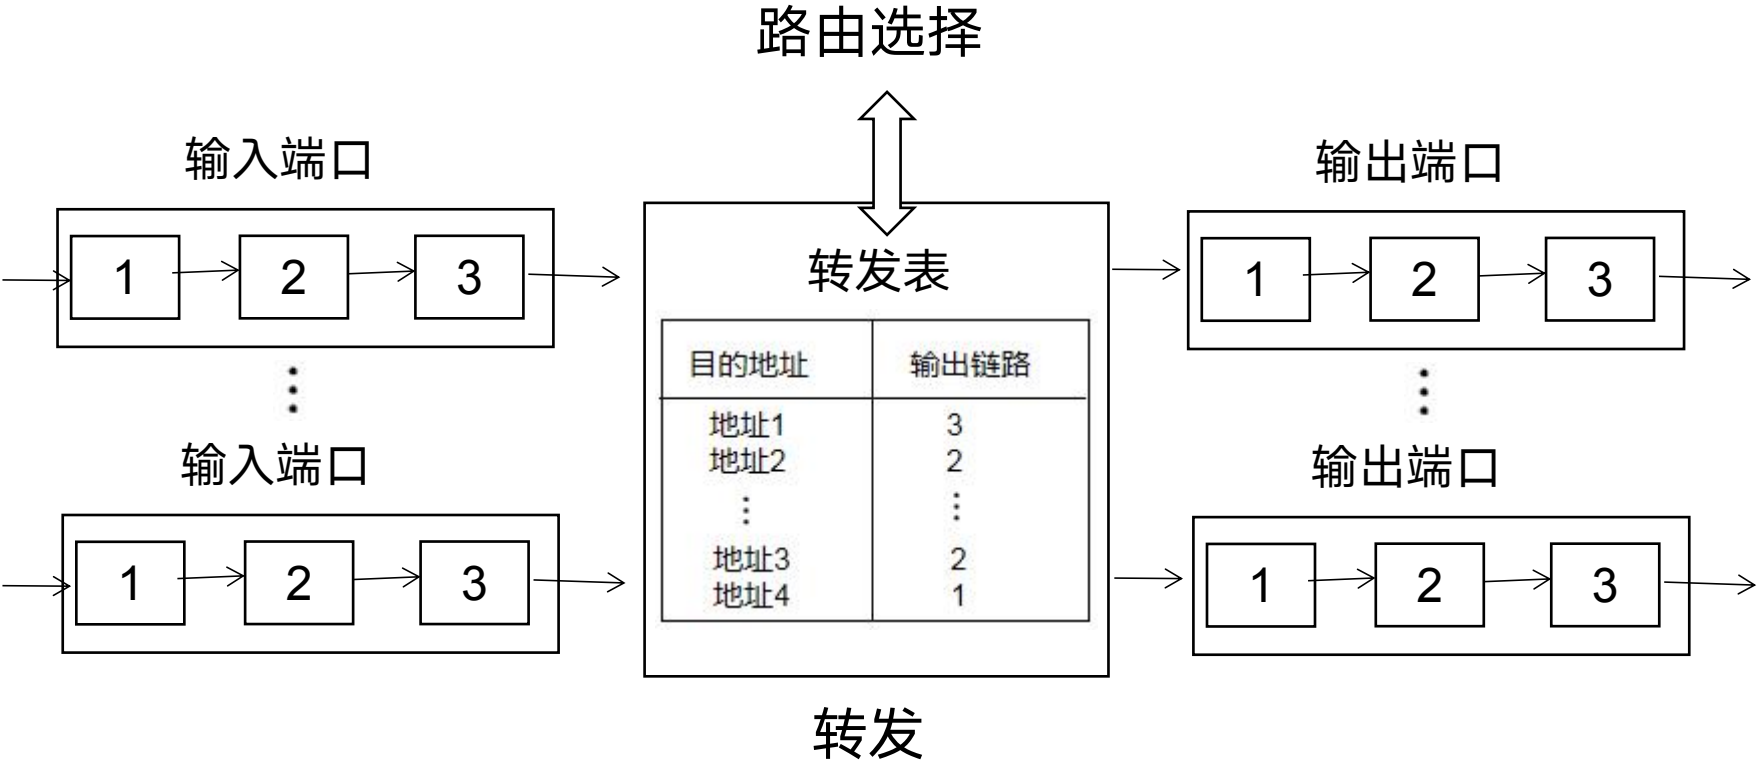 路由选择
输入端口
1 2 3
输入端口
1 2 3
转发表
目的地址 输出链路
地址1 3
地址2 2
⋮ ⋮
地址3 2
地址4 1
转发
输出端口
1 2 3
输出端口
1 2 3